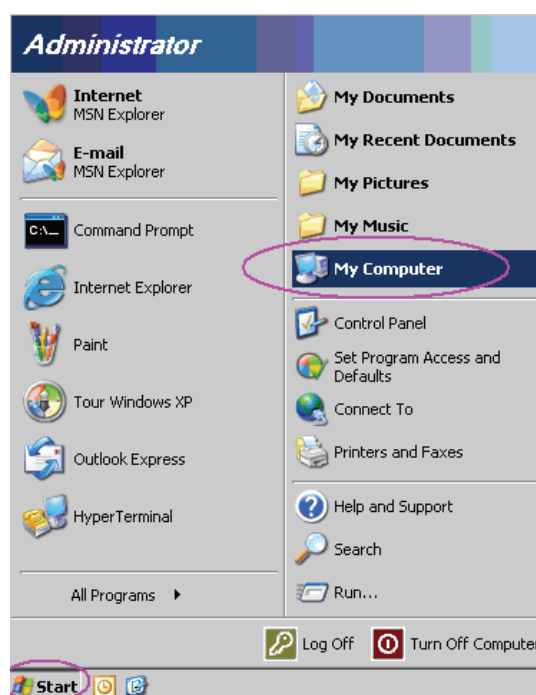 Administrator
Internet
MSN Explorer
E-mail
MSN Explorer
C:\_
Command Prompt
Internet Explorer
Paint
Tour Windows XP
Outlook Express
HyperTerminal
All Programs
My Documents
My Recent Documents
My Pictures
My Music
My Computer
Control Panel
Set Program Access and
Defaults
Connect To
Printers and Faxes
Help and Support
Search
Run...
Log Off
Turn Off Computer
Start